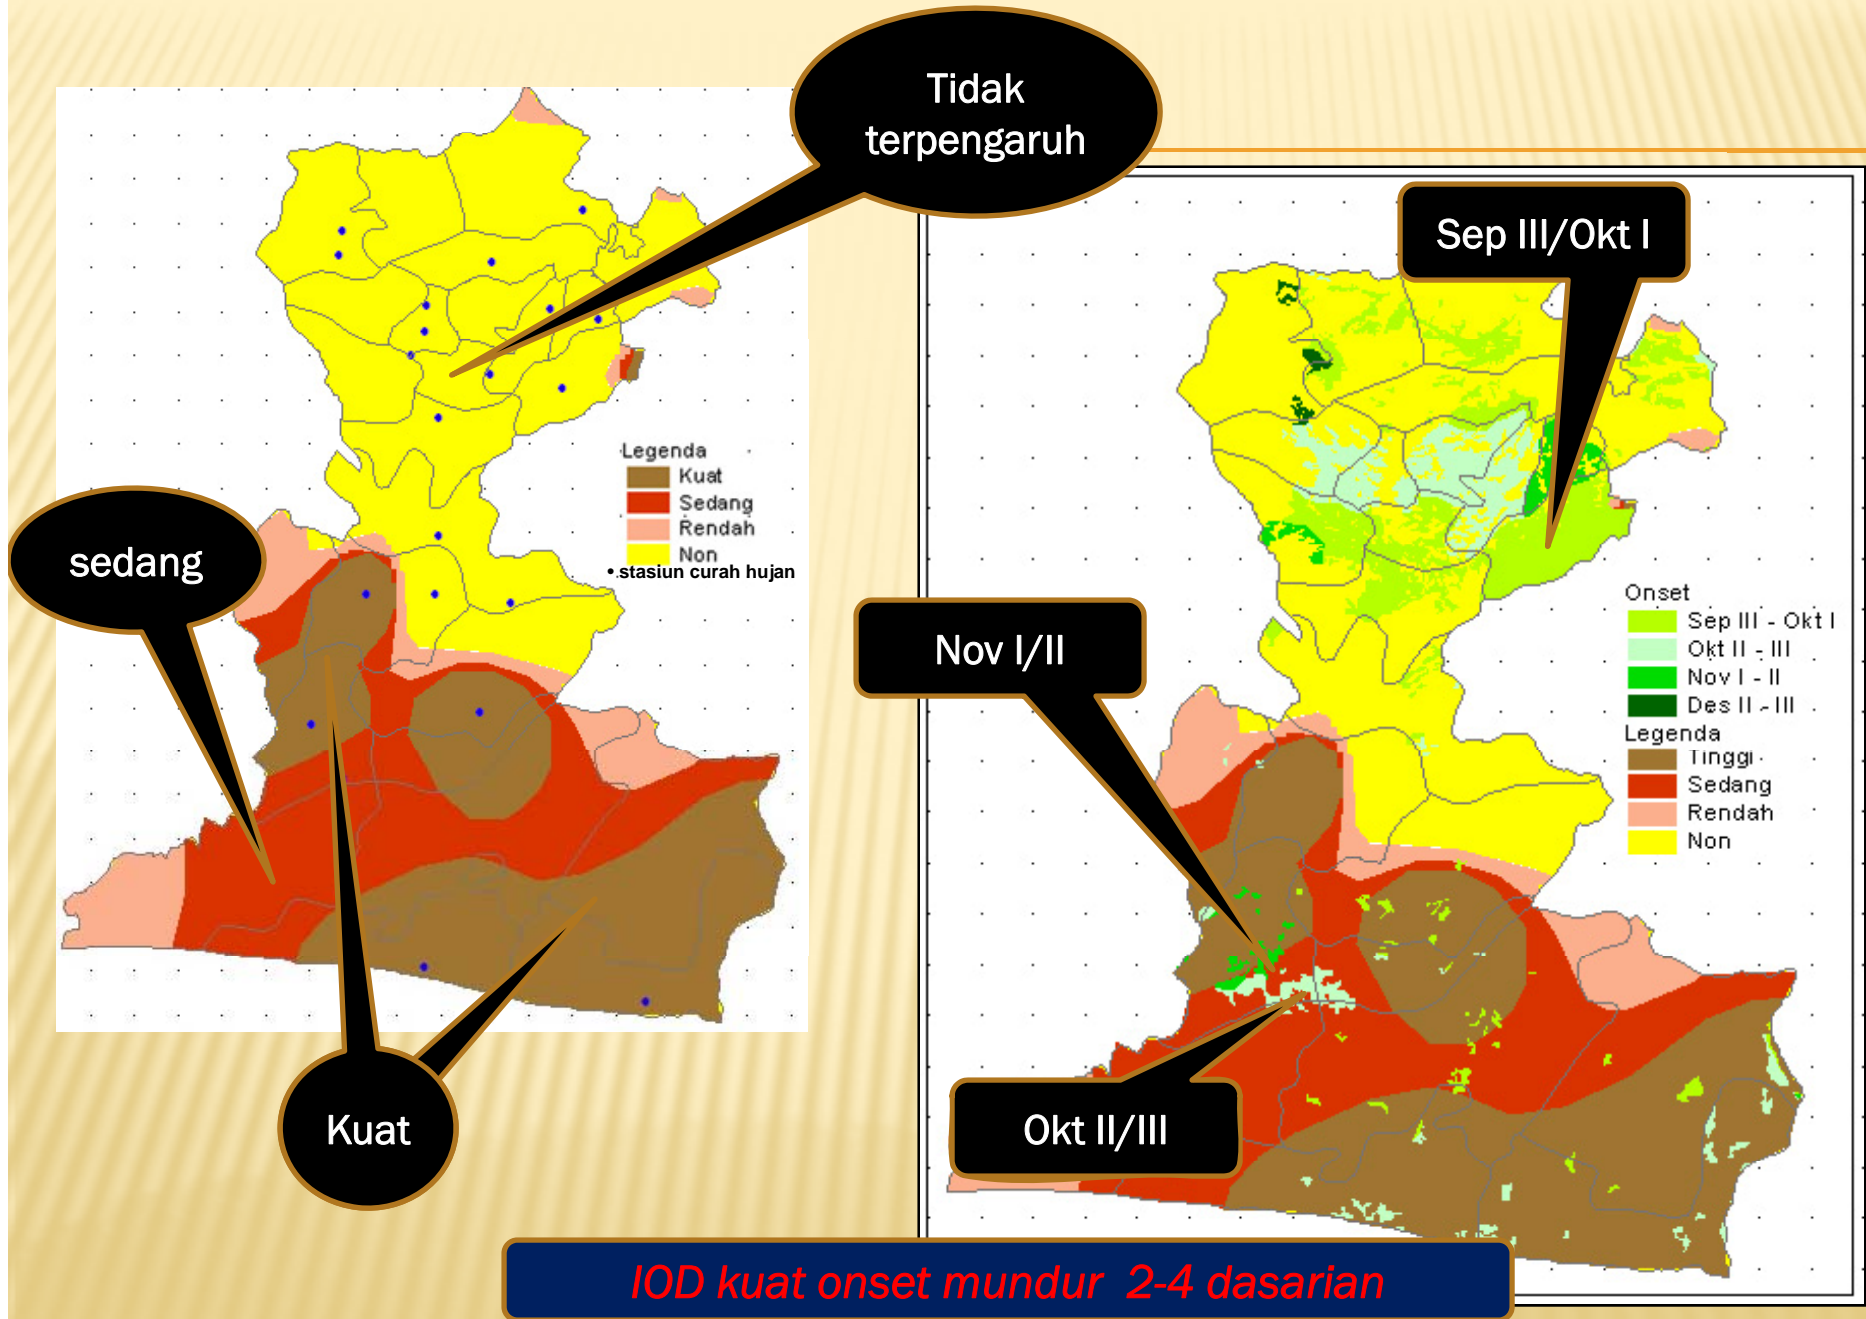 Tidak
terpengaruh
Sep III/Okt I
Legenda
Kuat
Sedang
Rendah
Non
• stasiun curah hujan
sedang
Nov I/II
Onset
Sep III - Okt I
Okt II - III
Nov I - II
Des II - III
Legenda
Tinggi
Sedang
Rendah
Non
Kuat
Okt II/III
IOD kuat onset mundur 2-4 dasarian